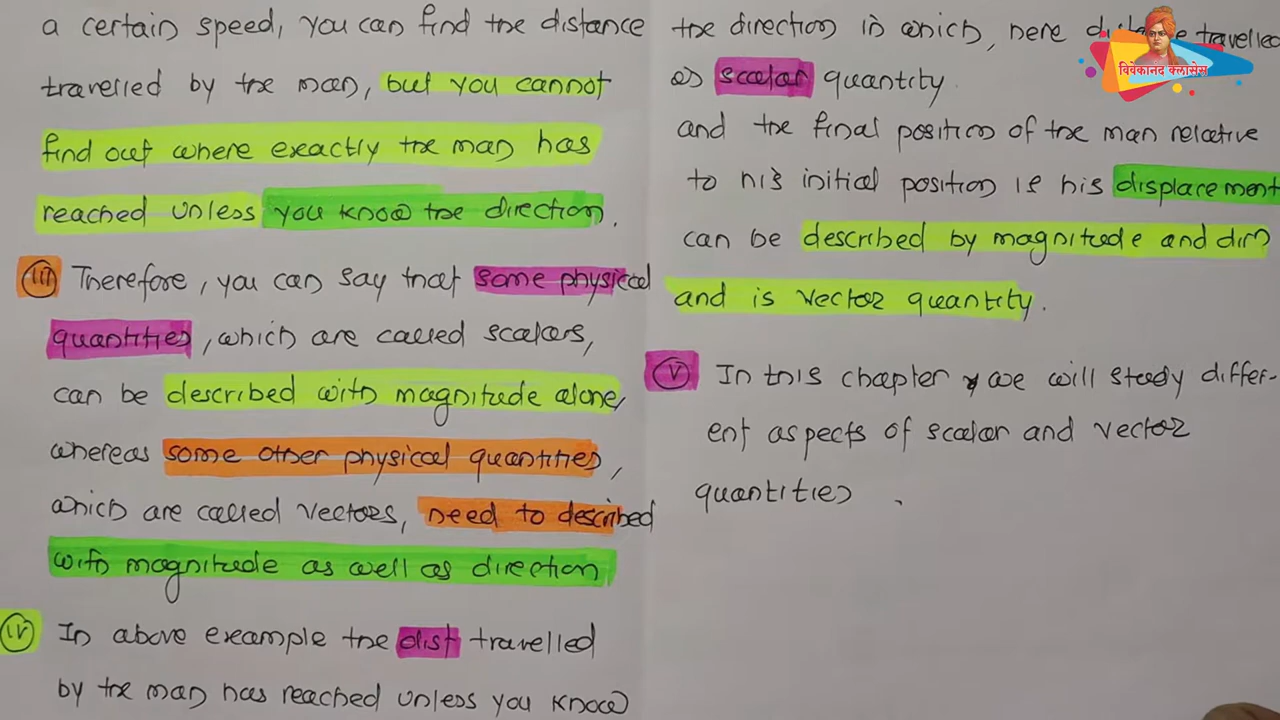 a certain speed, you can find the distance
travelled by the man, but you cannot
find out where exactly the man has
reached unless you know the direction.
(iii) Therefore, you can say that some physical
quantities, which are called scalars,
can be described with magnitude alone,
whereas some other physical quantities,
which are called vectors, need to described
with magnitude as well as direction
(iv) In above example the dist travelled
by the man has reached unless you know
the direction in which, here travelled
as scalar quantity.
and the final position of the man relative
to his initial position ie his displacement
can be described by magnitude and dirn
and is vector quantity.
(v) In this chapter, we will study differ-
ent aspects of scalar and vector
quantities.
विवेकानंद क्लासेस